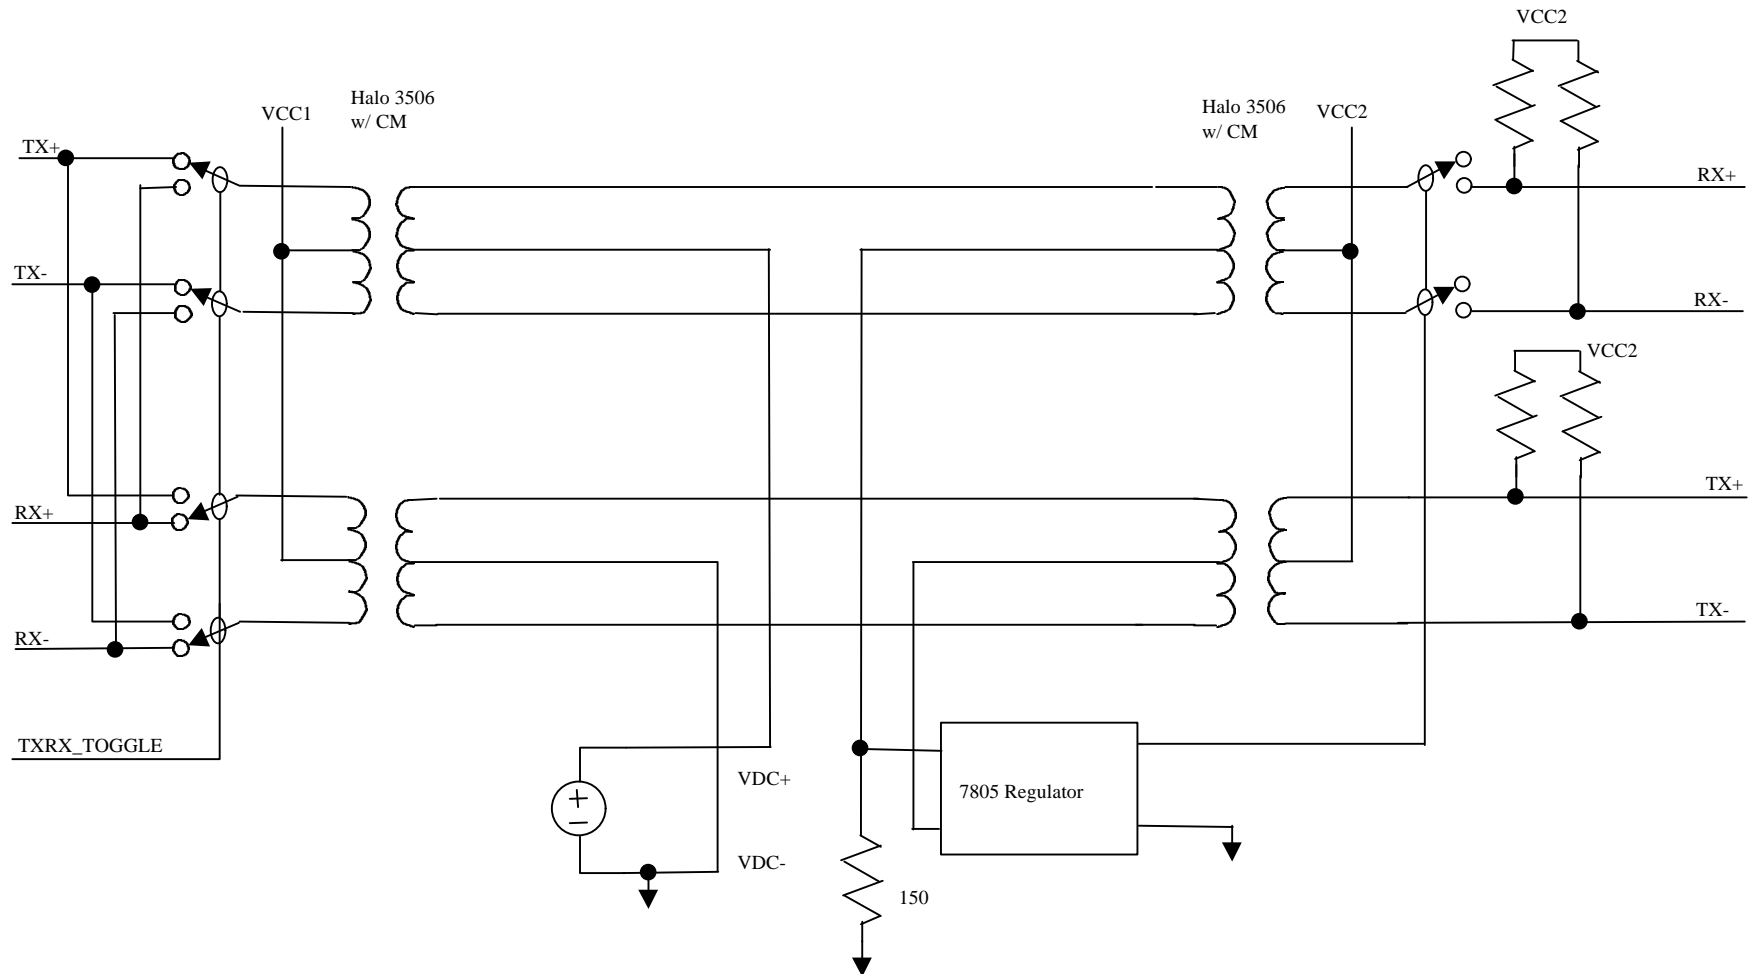 VCC2
Halo 3506
w/ CM
VCC1
Halo 3506
w/ CM
VCC2
TX+
RX+
TX-
RX-
VCC2
TX+
RX+
TX-
RX-
TXRX_TOGGLE
VDC+
7805 Regulator
VDC-
150